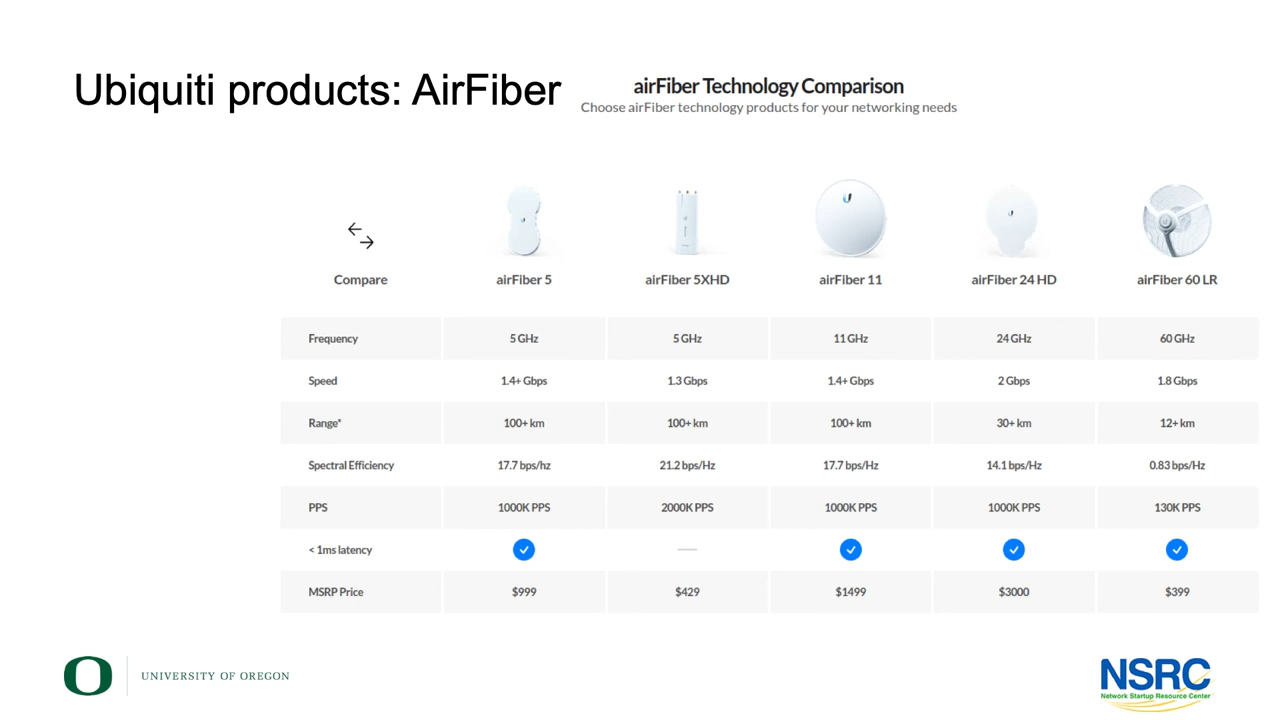 Ubiquiti products: AirFiber
airFiber Technology Comparison
Choose airFiber technology products for your networking needs
Compare airFiber 5 airFiber 5XHD airFiber 11 airFiber 24 HD airFiber 60 LR
Frequency 5 GHz 5 GHz 11 GHz 24 GHz 60 GHz
Speed 1.4+ Gbps 1.3 Gbps 1.4+ Gbps 2 Gbps 1.8 Gbps
Range* 100+ km 100+ km 100+ km 30+ km 12+ km
Spectral Efficiency 17.7 bps/hz 21.2 bps/Hz 17.7 bps/Hz 14.1 bps/Hz 0.83 bps/Hz
PPS 1000K PPS 2000K PPS 1000K PPS 1000K PPS 130K PPS
< 1ms latency —
MSRP Price $999 $429 $1499 $3000 $399
O UNIVERSITY OF OREGON
NSRC
Network Startup Resource Center